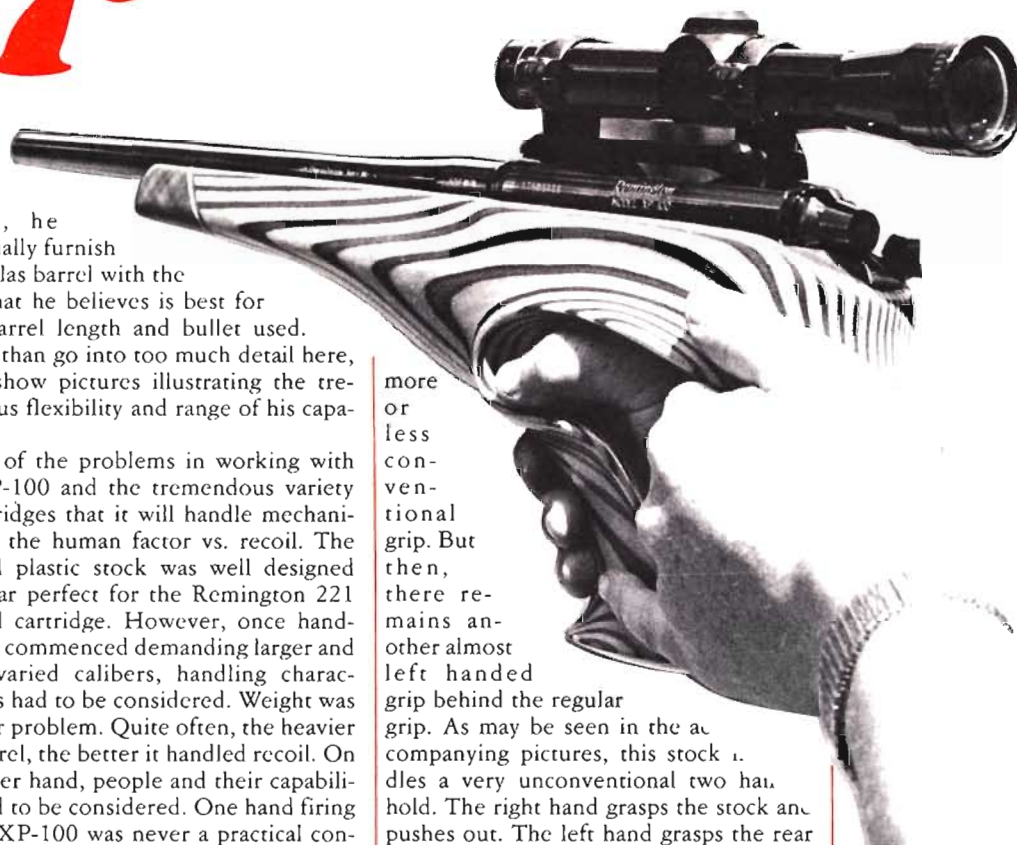 , he
ally furnish
las barrel with the
at he believes is best for
arrel length and bullet used.
than go into too much detail here,
show pictures illustrating the tre-
us flexibility and range of his capa-
of the problems in working with
P-100 and the tremendous variety
ridges that it will handle mechani-
the human factor vs. recoil. The
l plastic stock was well designed
ar perfect for the Remington 221
l cartridge. However, once hand-
commenced demanding larger and
varied calibers, handling charac-
s had to be considered. Weight was
r problem. Quite often, the heavier
rel, the better it handled recoil. On
er hand, people and their capabili-
d to be considered. One hand firing
XP-100 was never a practical con-
more
or
less
con-
ven-
tional
grip. But
then,
there re-
mains an-
other almost
left handed
grip behind the regular
grip. As may be seen in the ac
companying pictures, this stock
dles a very unconventional two
hold. The right hand grasps the stock and
pushes out. The left hand grasps the rear
Remington